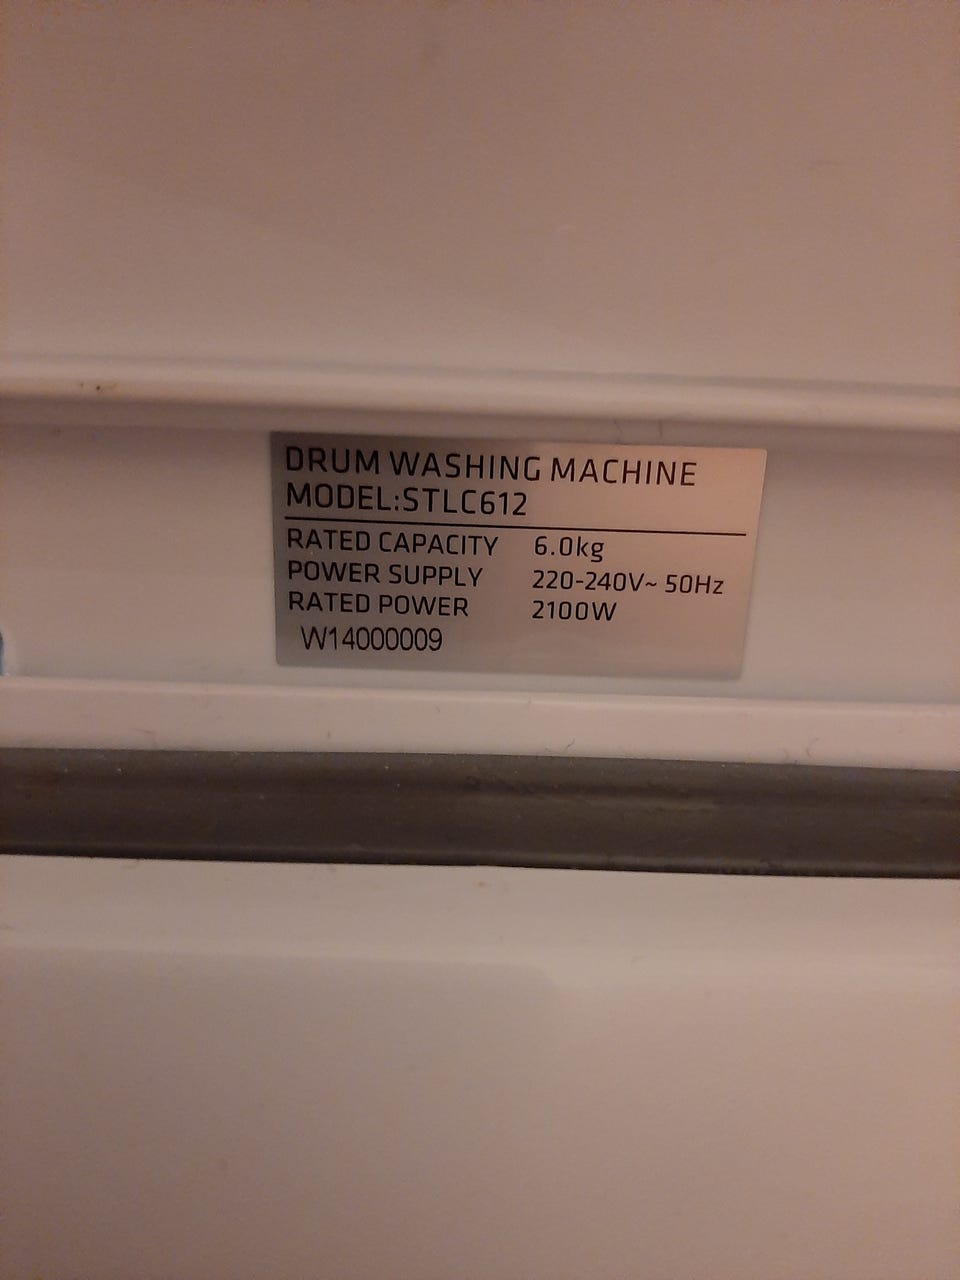 DRUM WASHING MACHINE
MODEL:STLC612
RATED CAPACITY 6.0kg
POWER SUPPLY 220-240V~ 50Hz
RATED POWER 2100W
W14000009